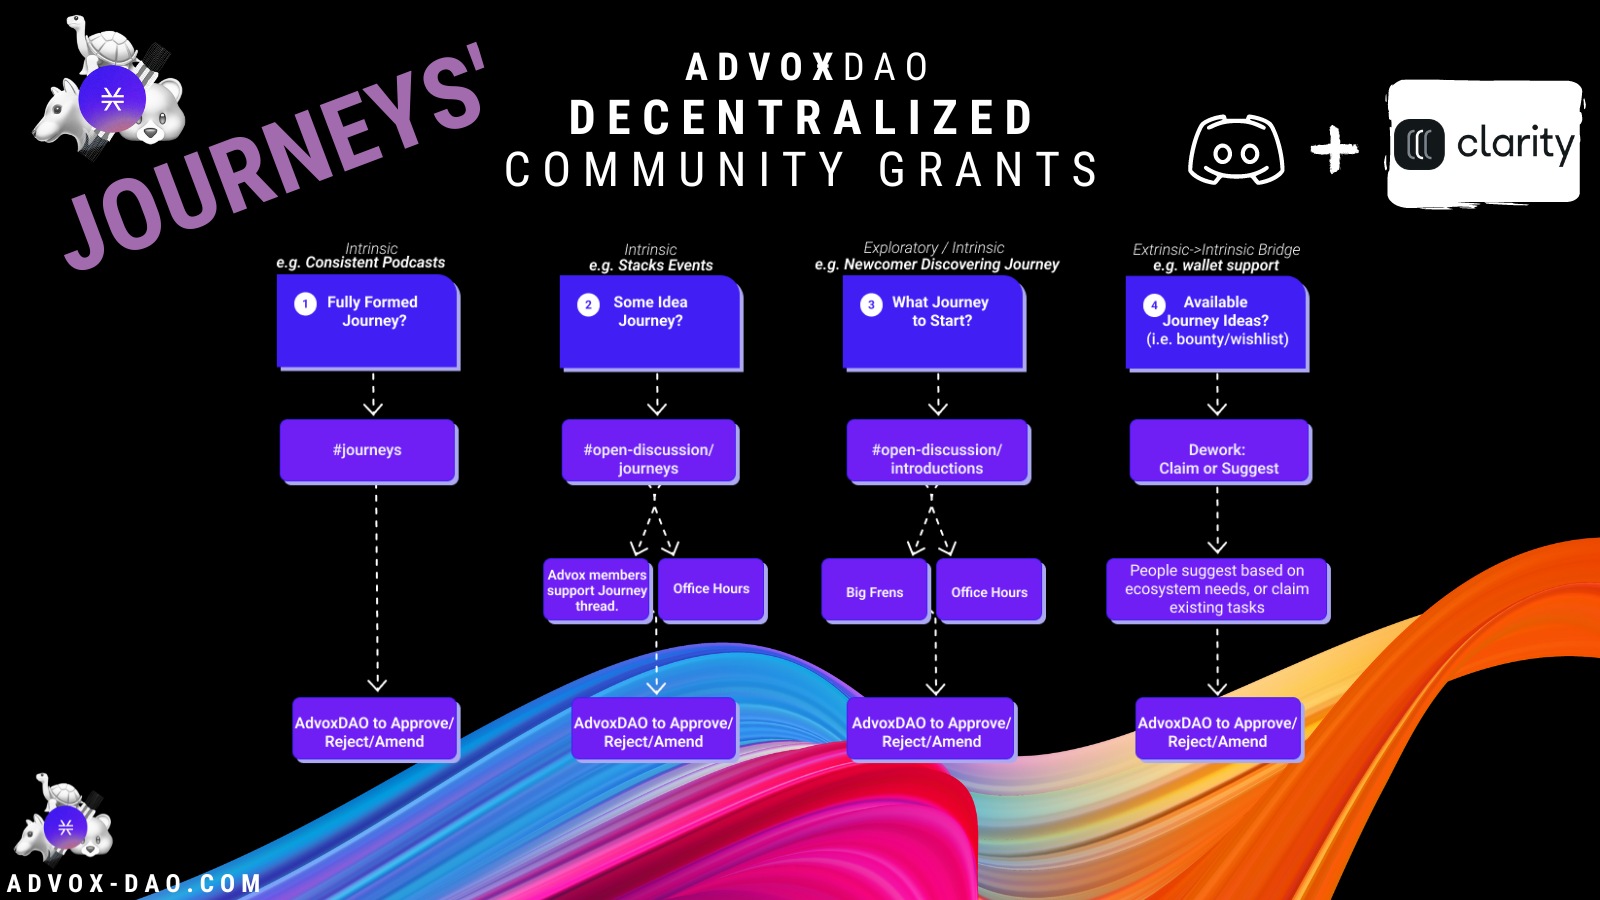 JOURNEYS'
ADVOXDAO
DECENTRALIZED
COMMUNITY GRANTS
clarity
Intrinsic
e.g. Consistent Podcasts
1 Fully Formed
Journey?
#journeys
AdvoxDAO to Approve/
Reject/Amend
Intrinsic
e.g. Stacks Events
2 Some Idea
Journey?
#open-discussion/
journeys
Advox members
support Journey
thread.
Office Hours
AdvoxDAO to Approve/
Reject/Amend
Exploratory / Intrinsic
e.g. Newcomer Discovering Journey
3 What Journey
to Start?
#open-discussion/
introductions
Big Frens
Office Hours
AdvoxDAO to Approve/
Reject/Amend
Extrinsic->Intrinsic Bridge
e.g. wallet support
4 Available
Journey Ideas?
(i.e. bounty/wishlist)
Dework:
Claim or Suggest
People suggest based on
ecosystem needs, or claim
existing tasks
AdvoxDAO to Approve/
Reject/Amend
ADVOX-DAO.COM